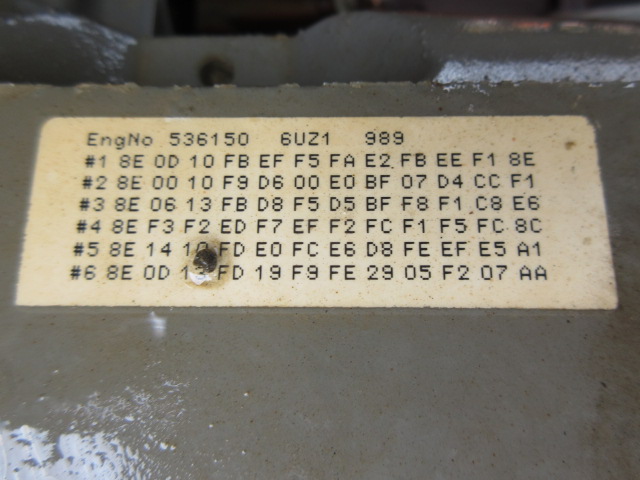 EngNo 536150 6UZ1 989
#1 8E 0D 10 FB EF F5 FA E2 FB EE F1 8E
#2 8E 00 10 F9 D6 00 E0 BF 07 D4 CC F1
#3 8E 06 13 FB D8 F5 D5 BF F8 F1 C8 E6
#4 8E F3 F2 ED F7 EF F2 FC F1 F5 FC 8C
#5 8E 14 10 FD E0 FC E6 D8 FE EF E5 A1
#6 8E 0D FD 19 F9 FE 29 05 F2 07 AA